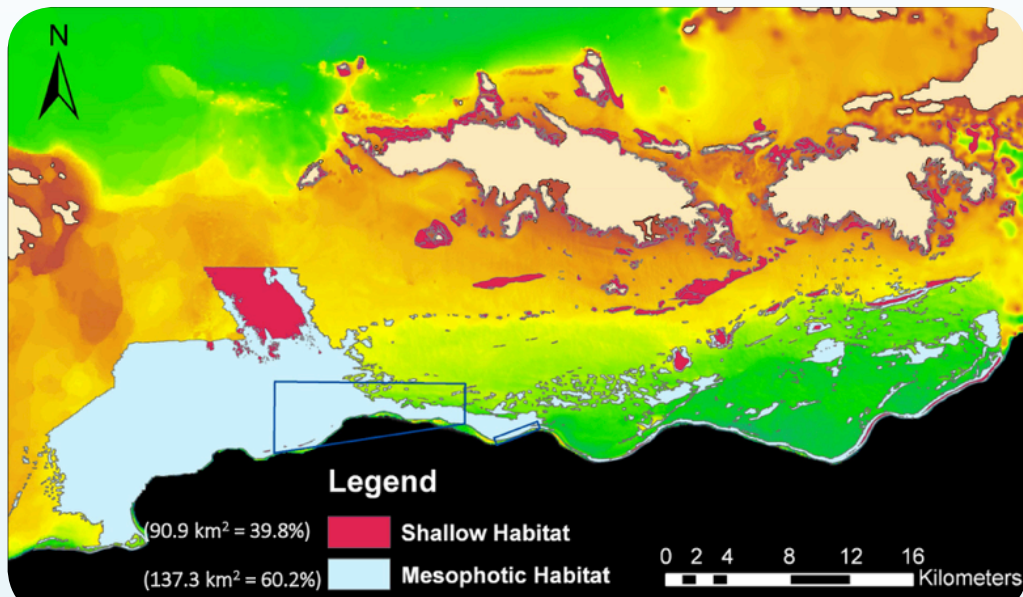 N
Legend
(90.9 km² = 39.8%) Shallow Habitat
(137.3 km² = 60.2%) Mesophotic Habitat
0 2 4 8 12 16
Kilometers